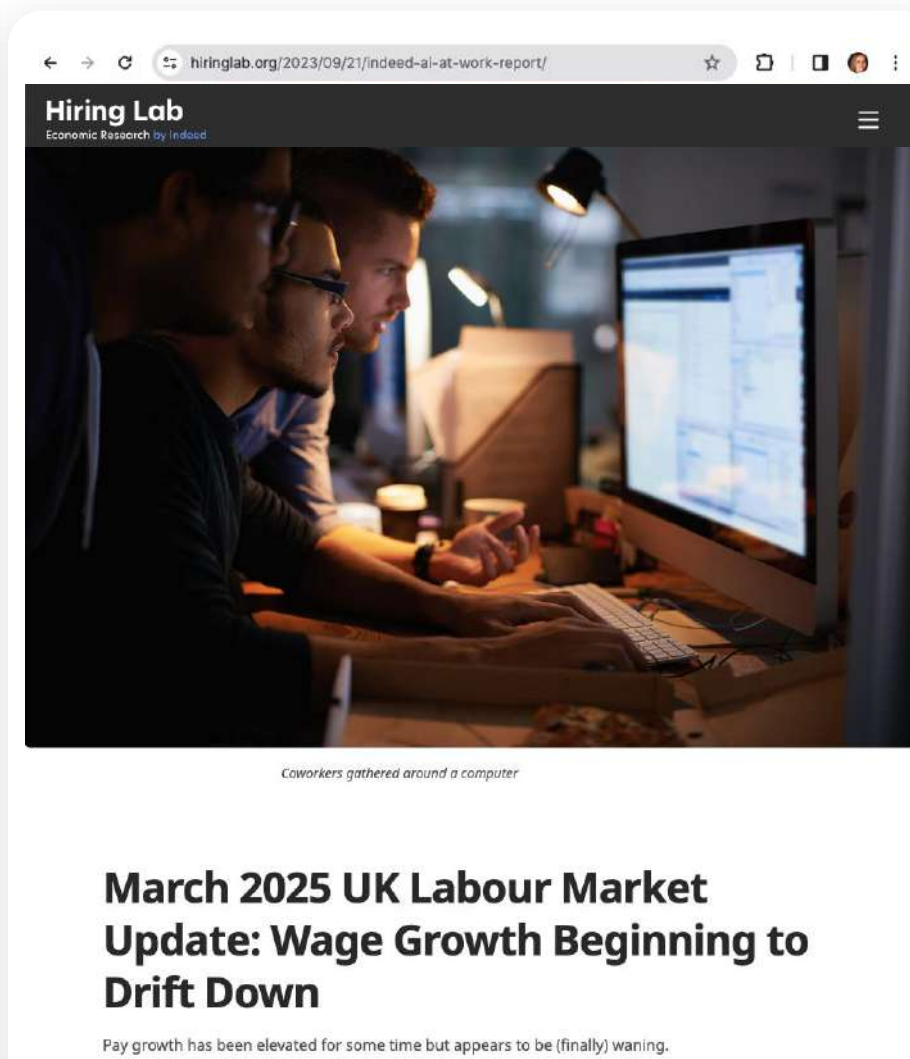 hiringlab.org/2023/09/21/indeed-ai-at-work-report/
Hiring Lab
Economic Research by Indeed
Coworkers gathered around a computer
March 2025 UK Labour Market
Update: Wage Growth Beginning to
Drift Down
Pay growth has been elevated for some time but appears to be (finally) waning.